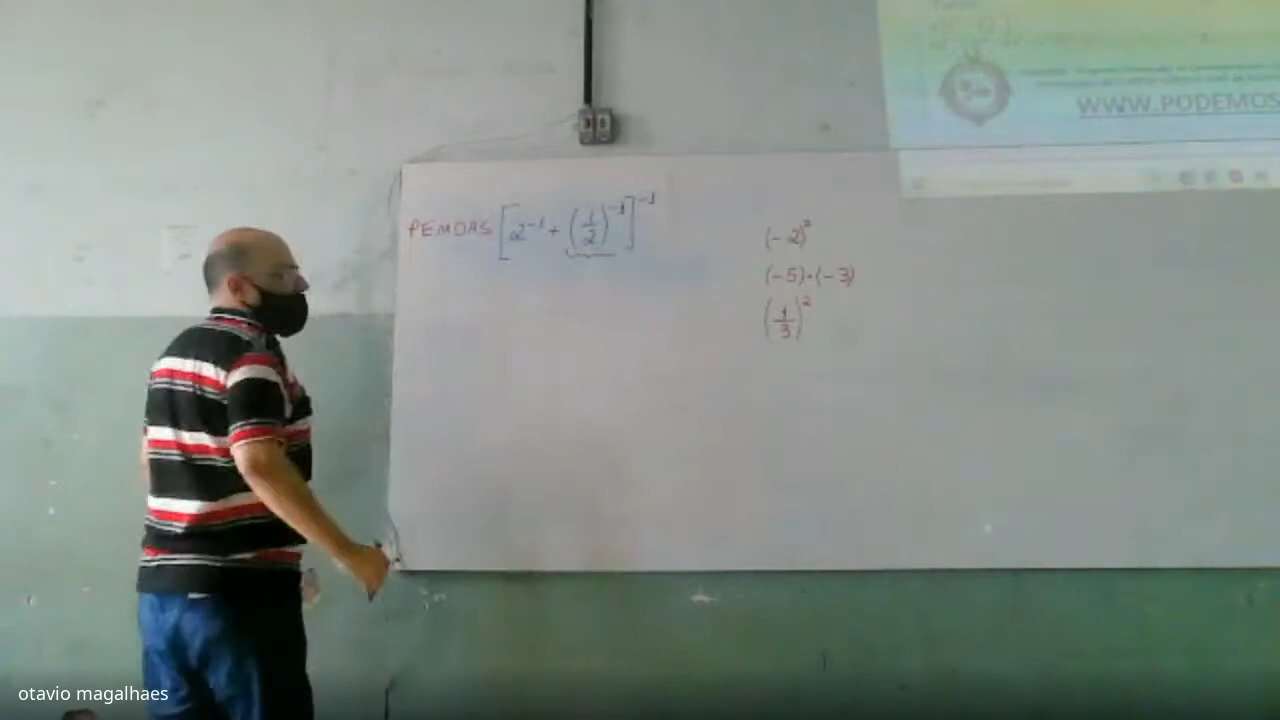 WWW.PODEMOS
PEMDAS [2⁻¹ + (1/2)⁻¹]⁻¹
(-2)²
(-5)·(-3)
(1/3)²
otavio magalhaes